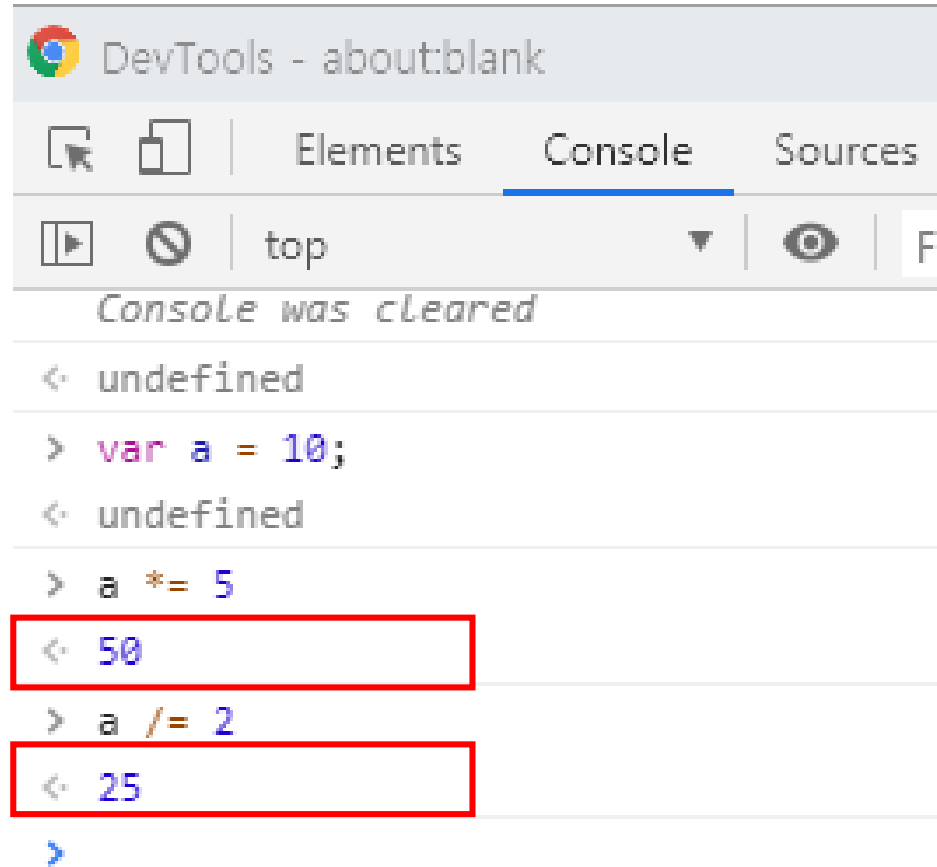 DevTools - about:blank
Elements Console Sources
top F
Console was cleared
undefined
var a = 10;
undefined
a *= 5
50
a /= 2
25